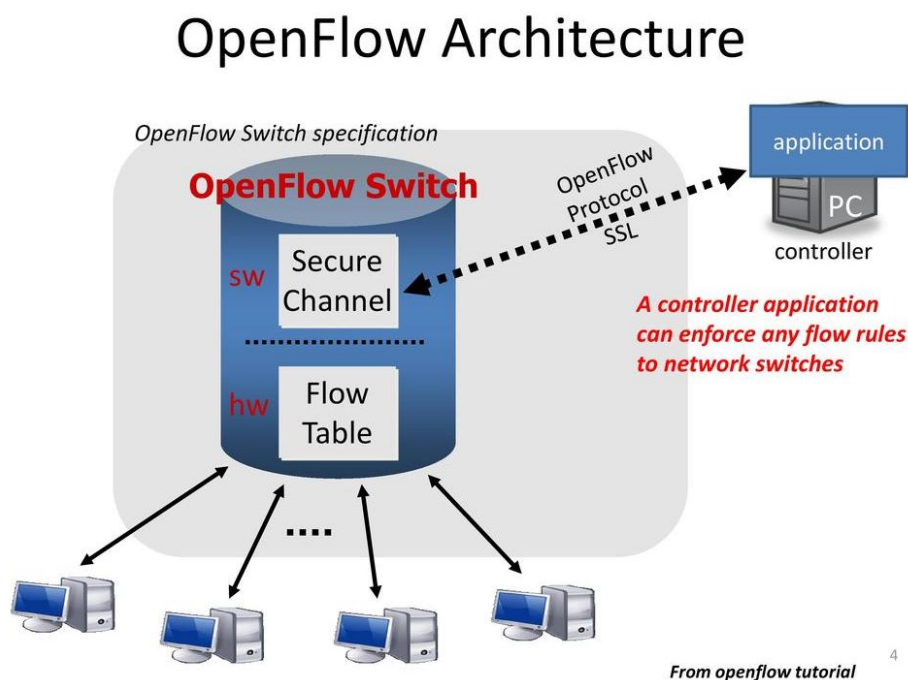 OpenFlow Architecture
OpenFlow Switch specification
OpenFlow Switch
sw
Secure
Channel
hw
Flow
Table
OpenFlow
Protocol
SSL
application
PC
controller
A controller application
can enforce any flow rules
to network switches
....
4
From openflow tutorial